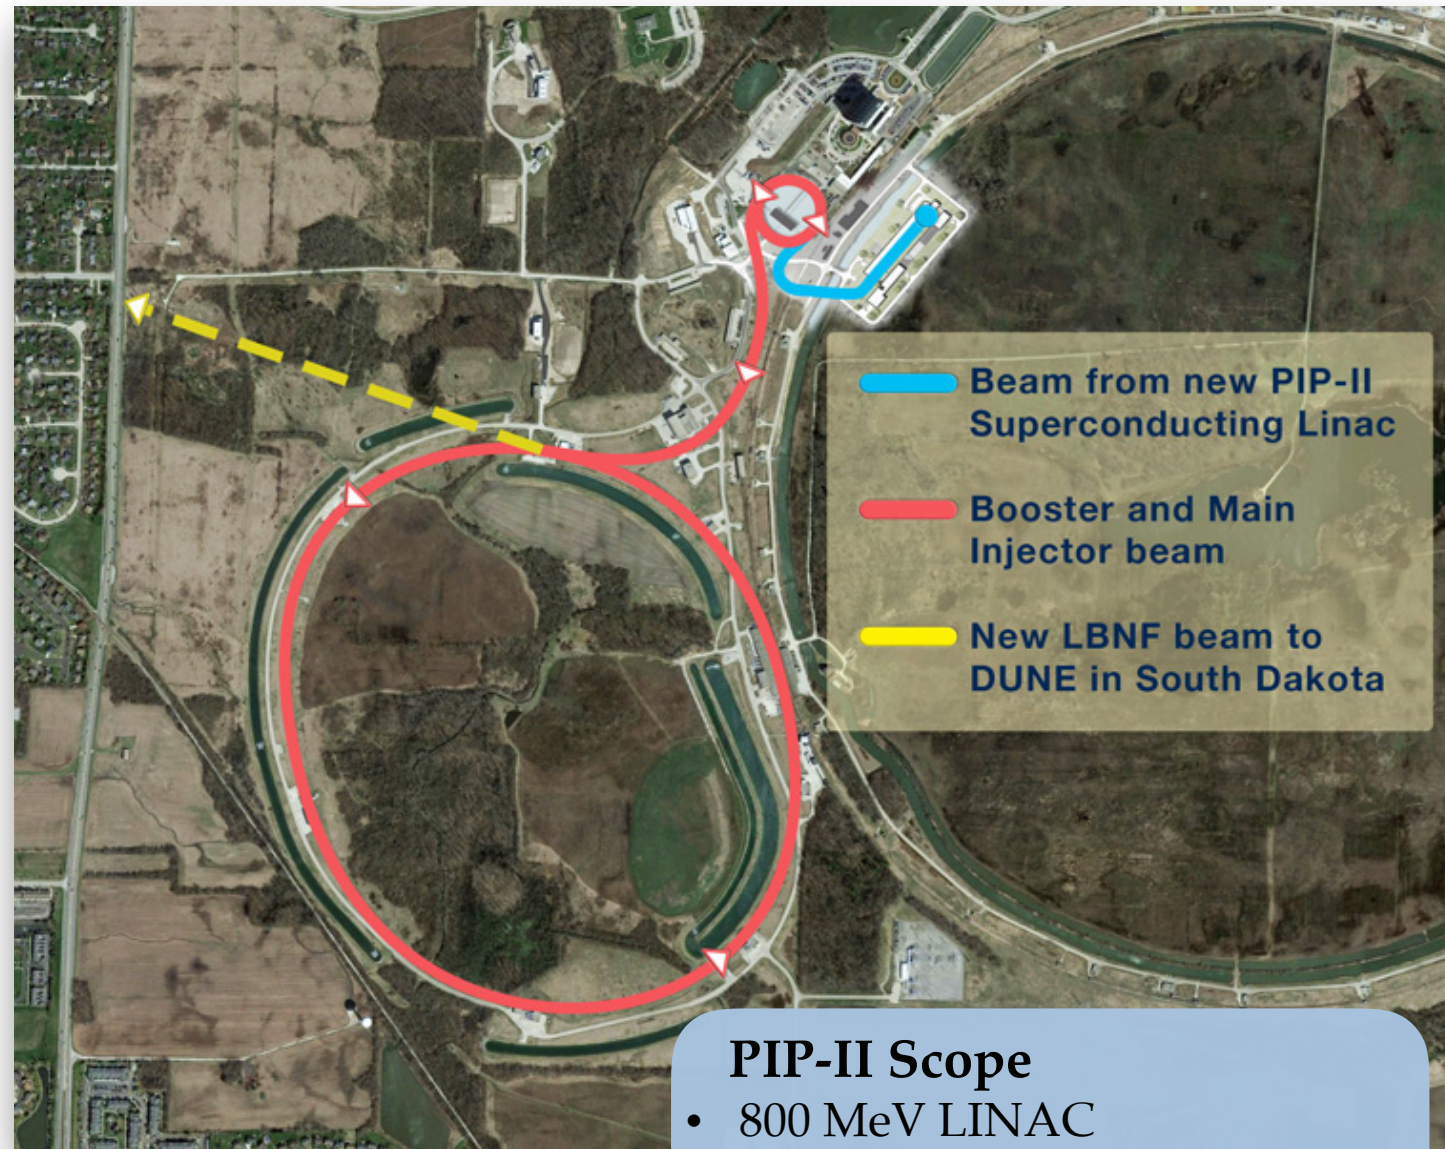 Beam from new PIP-II
Superconducting Linac
Booster and Main
Injector beam
New LBNF beam to
DUNE in South Dakota
PIP-II Scope
• 800 MeV LINAC